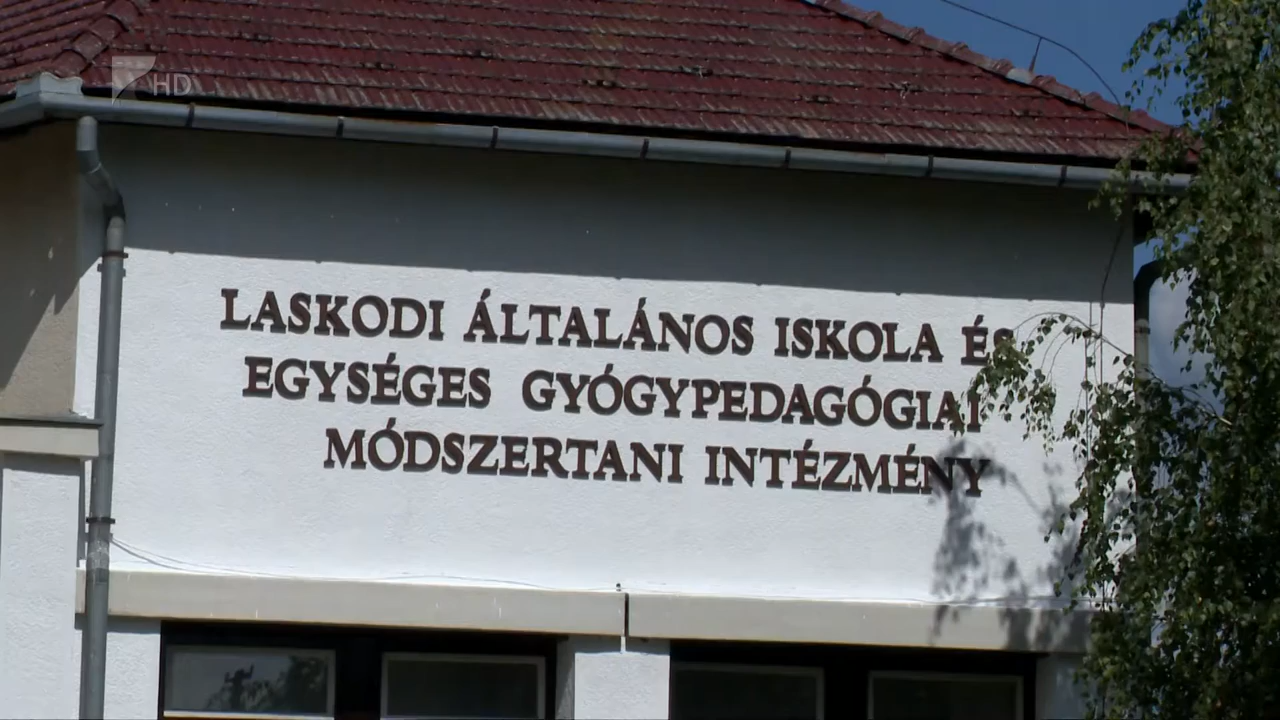 HD
LASKODI ÁLTALÁNOS ISKOLA ÉS
EGYSÉGES GYÓGYPEDAGÓGIAI
MÓDSZERTANI INTÉZMÉNY